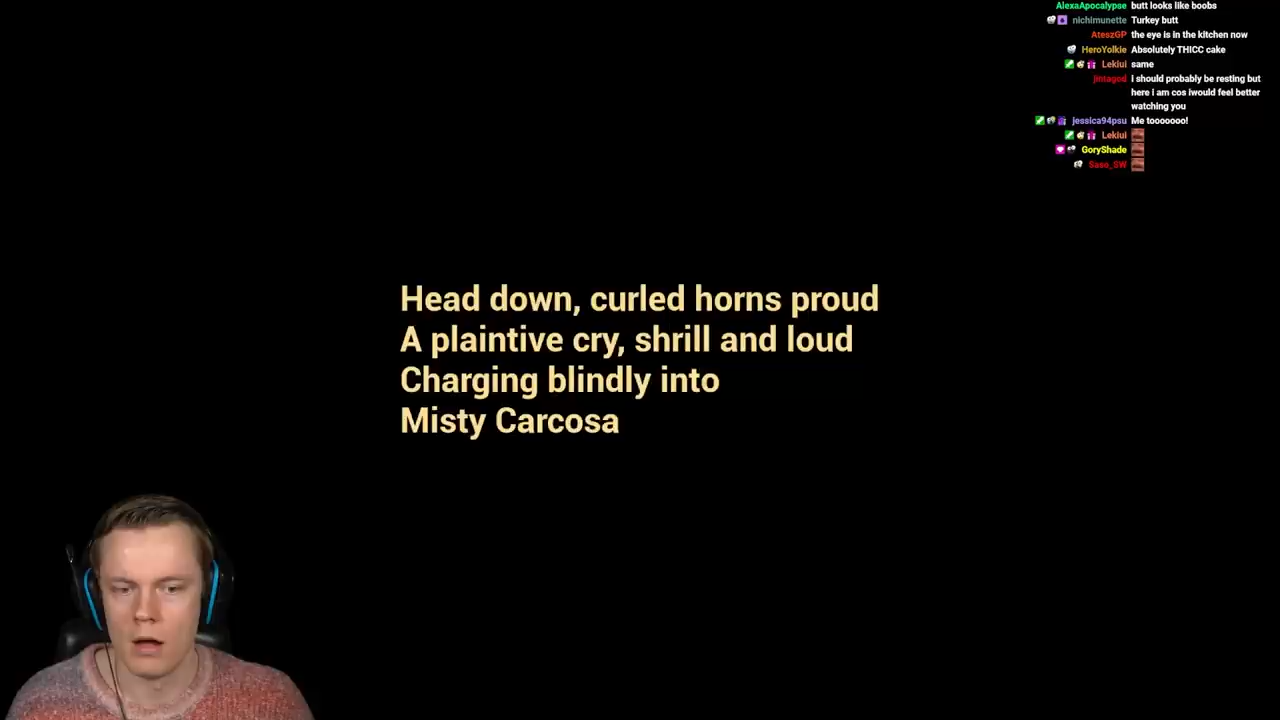 AlexaApocalypse butt looks like boobs
nichimunette Turkey butt
AteszGP the eye is in the kitchen now
HeroYolkie Absolutely THICC cake
Lekiui same
jintagod i should probably be resting but
here i am cos iwould feel better
watching you
jessica94psu Me tooooooo!
Lekiui
GoryShade
Saso_SW
Head down, curled horns proud
A plaintive cry, shrill and loud
Charging blindly into
Misty Carcosa